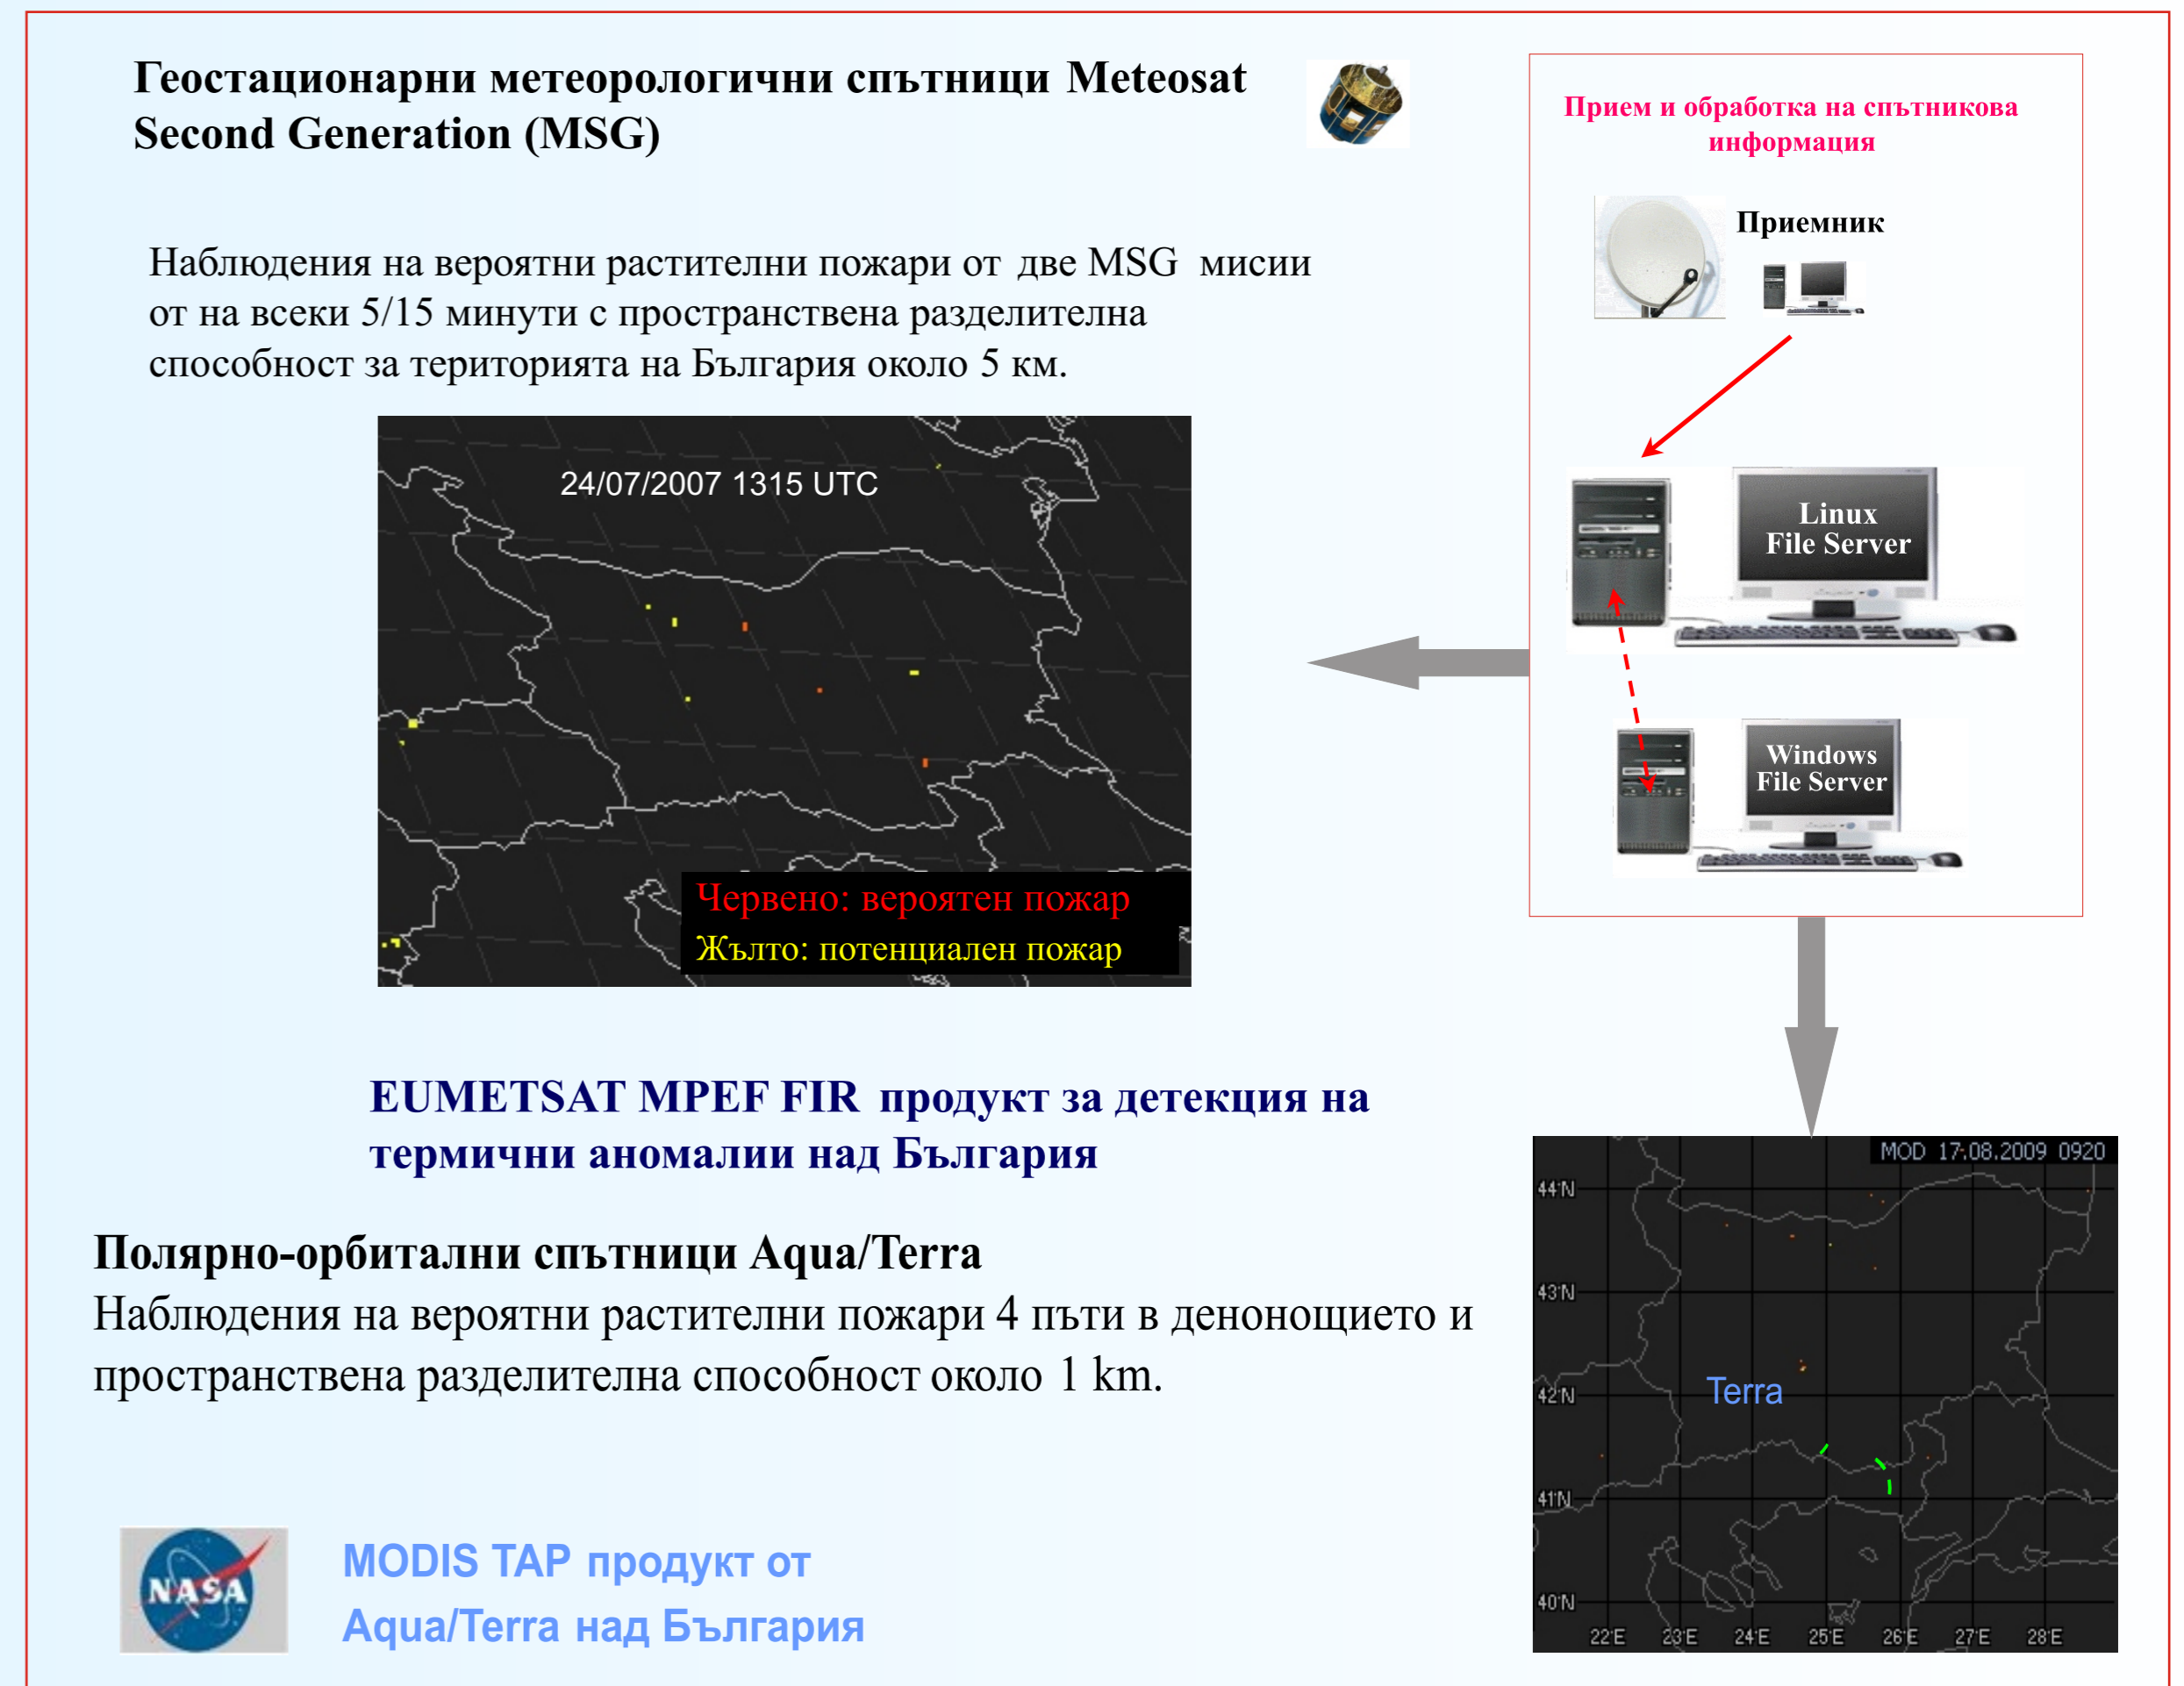 Геостационарни метеорологични спътници Meteosat
Second Generation (MSG)
Наблюдения на вероятни растителни пожари от две MSG мисии
от на всеки 5/15 минути с пространствена разделителна
способност за територията на България около 5 км.
24/07/2007 1315 UTC
Червено: вероятен пожар
Жълто: потенциален пожар
EUMETSAT MPEF FIR продукт за детекция на
термични аномалии над България
Прием и обработка на спътникова
информация
Приемник
Linux
File Server
Windows
File Server
Полярно-орбитални спътници Aqua/Terra
Наблюдения на вероятни растителни пожари 4 пъти в денонощието и
пространствена разделителна способност около 1 km.
NASA
MODIS TAP продукт от
Aqua/Terra над България
MOD 17.08.2009 0920
44°N
43°N
42°N
Terra
41°N
40°N
22°E 23°E 24°E 25°E 26°E 27°E 28°E